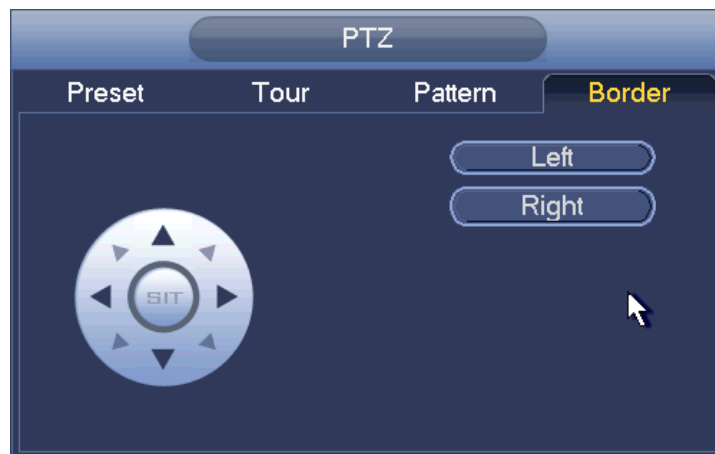 PTZ
Preset Tour Pattern Border
Left
Right
SIT